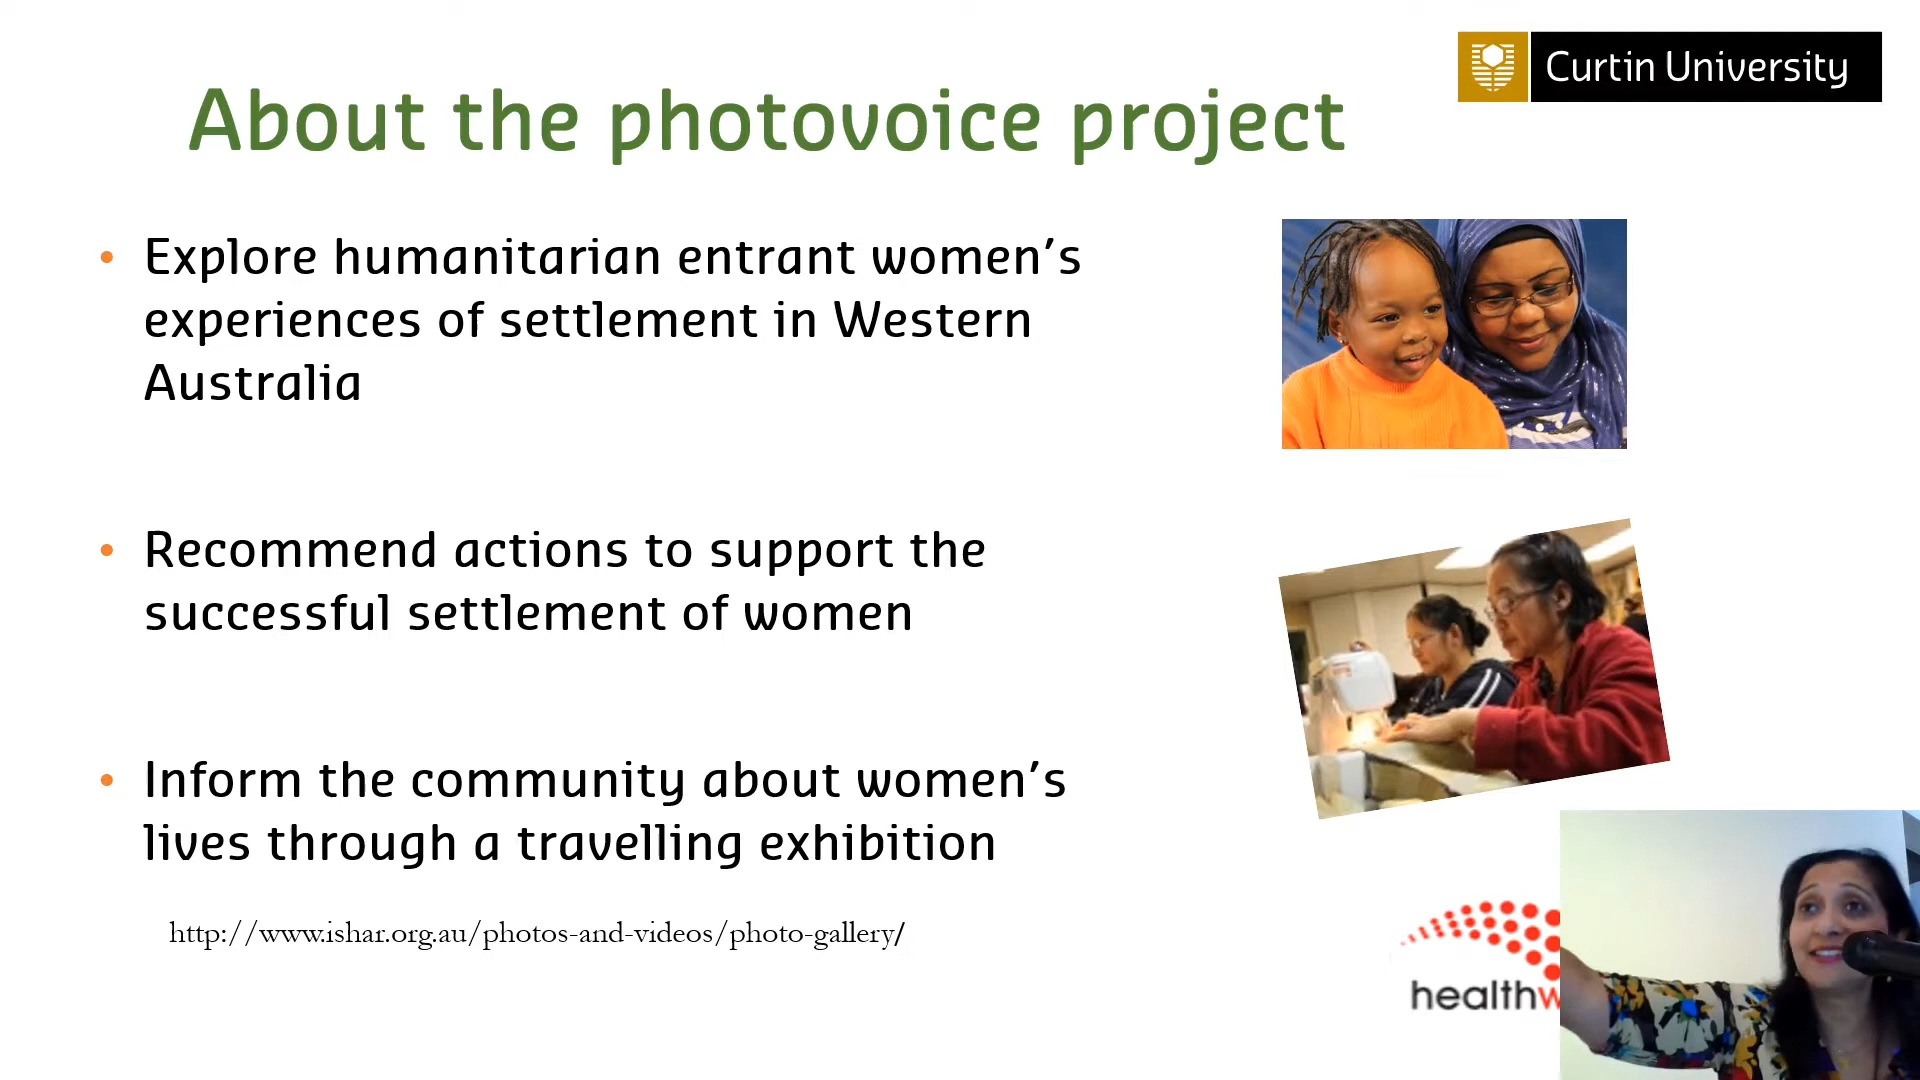 Curtin University
About the photovoice project
• Explore humanitarian entrant women's
experiences of settlement in Western
Australia
• Recommend actions to support the
successful settlement of women
• Inform the community about women's
lives through a travelling exhibition
http://www.ishar.org.au/photos-and-videos/photo-gallery/
healthw